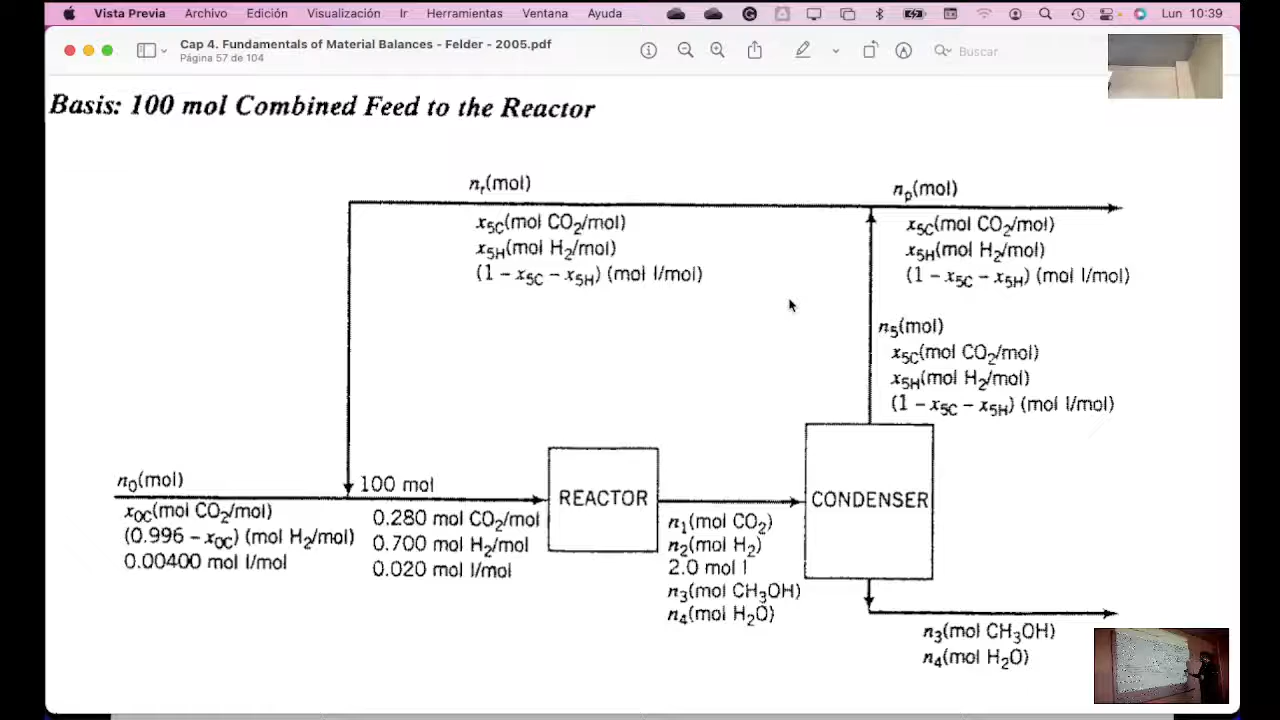 Vista Previa Archivo Edición Visualización Ir Herramientas Ventana Ayuda Lun 10:39
Cap 4. Fundamentals of Material Balances - Felder - 2005.pdf
Página 57 de 104
Buscar
Basis: 100 mol Combined Feed to the Reactor
nr(mol)
x5C(mol CO2/mol)
x5H(mol H2/mol)
(1 − x5C − x5H) (mol I/mol)
np(mol)
x5C(mol CO2/mol)
x5H(mol H2/mol)
(1 − x5C − x5H) (mol I/mol)
n5(mol)
x5C(mol CO2/mol)
x5H(mol H2/mol)
(1 − x5C − x5H) (mol I/mol)
n0(mol)
x0C(mol CO2/mol)
(0.996 − x0C) (mol H2/mol)
0.00400 mol I/mol
100 mol
0.280 mol CO2/mol
0.700 mol H2/mol
0.020 mol I/mol
REACTOR
n1(mol CO2)
n2(mol H2)
2.0 mol I
n3(mol CH3OH)
n4(mol H2O)
CONDENSER
n3(mol CH3OH)
n4(mol H2O)